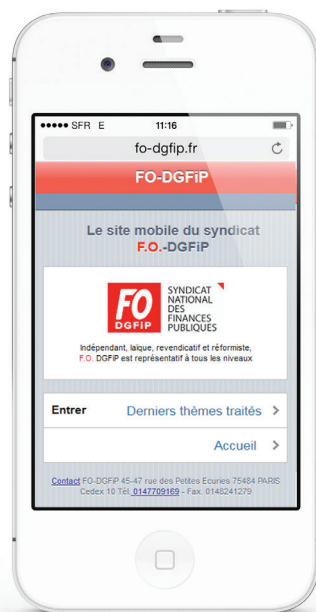 ●●●●● SFR E 11:16
fo-dgfip.fr
FO-DGFiP
Le site mobile du syndicat
F.O.-DGFiP
FO
DGFiP
SYNDICAT
NATIONAL
DES
FINANCES
PUBLIQUES
Indépendant, laïque, revendicatif et réformiste,
F.O. DGFiP est représentatif à tous les niveaux
Entrer Derniers thèmes traités >
Accueil >
Contact FO-DGFiP 45-47 rue des Petites Ecuries 75484 PARIS
Cedex 10 Tél. 0147709169 - Fax. 0148241279